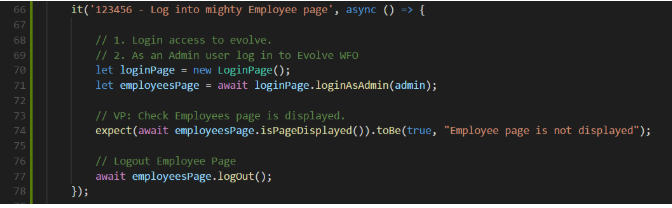 66 it('123456 - Log into mighty Employee page', async () => {
67
68 // 1. Login access to evolve.
69 // 2. As an Admin user log in to Evolve WFO
70 let loginPage = new LoginPage();
71 let employeesPage = await loginPage.loginAsAdmin(admin);
72
73 // VP: Check Employees page is displayed.
74 expect(await employeesPage.isPageDisplayed()).toBe(true, "Employee page is not displayed");
75
76 // Logout Employee Page
77 await employeesPage.logOut();
78 });